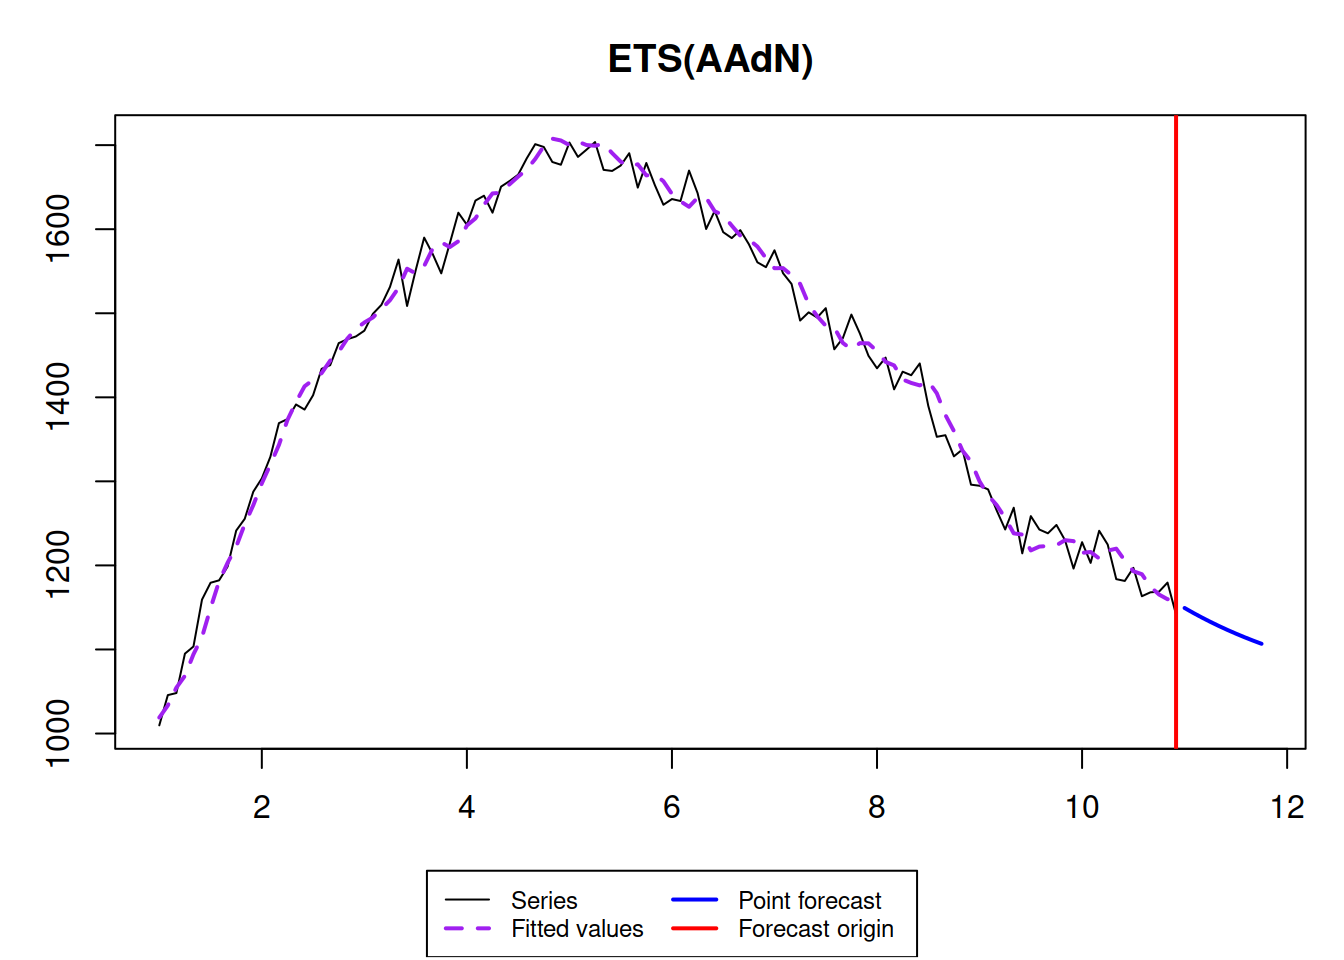 ETS(AAdN)
1600
1400
1200
1000
2 4 6 8 10 12
Series Point forecast
Fitted values Forecast origin